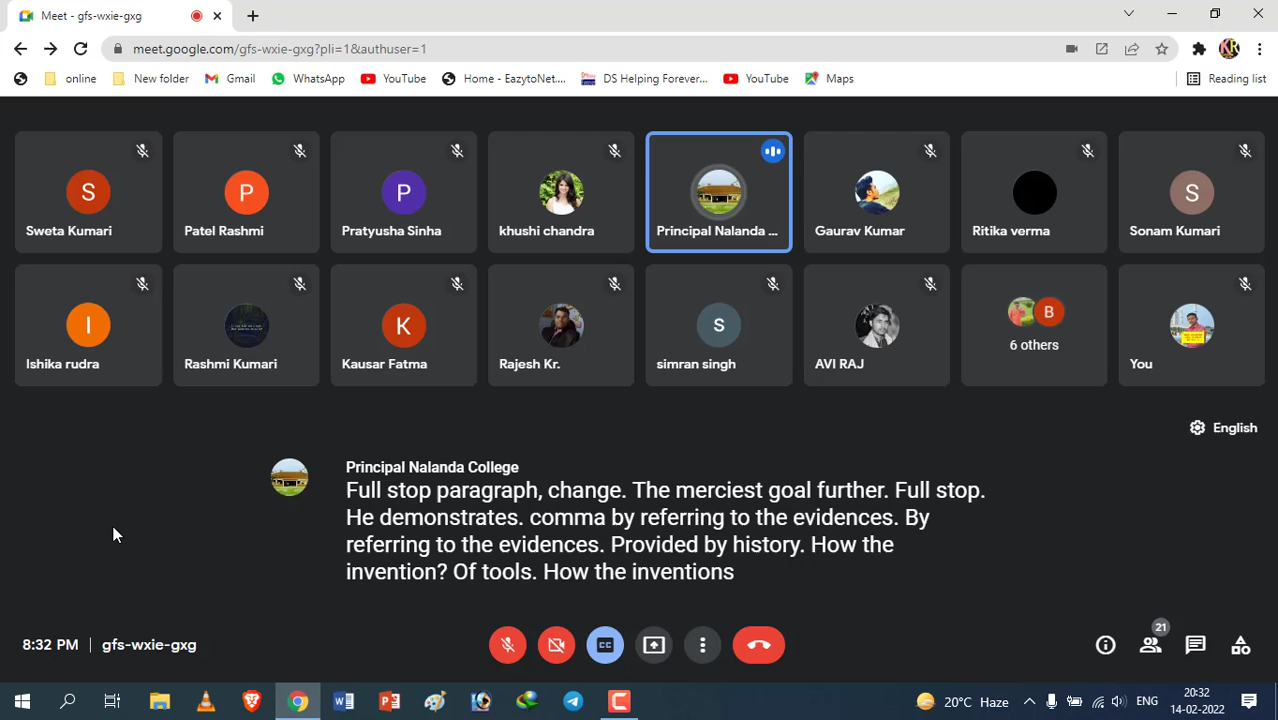 Meet - gfs-wxie-gxg
meet.google.com/gfs-wxie-gxg?pli=1&authuser=1
KR
online
New folder
Gmail
WhatsApp
YouTube
Home - EazytoNet...
DS Helping Forever...
YouTube
Maps
Reading list
S
P
P
S
Sweta Kumari
Patel Rashmi
Pratyusha Sinha
khushi chandra
Principal Nalanda ...
Gaurav Kumar
Ritika verma
Sonam Kumari
I
K
s
B
6 others
Ishika rudra
Rashmi Kumari
Kausar Fatma
Rajesh Kr.
simran singh
AVI RAJ
You
English
Principal Nalanda College
Full stop paragraph, change. The merciest goal further. Full stop.
He demonstrates. comma by referring to the evidences. By
referring to the evidences. Provided by history. How the
invention? Of tools. How the inventions
8:32 PM
gfs-wxie-gxg
CC
21
20°C Haze
ENG
20:32
14-02-2022